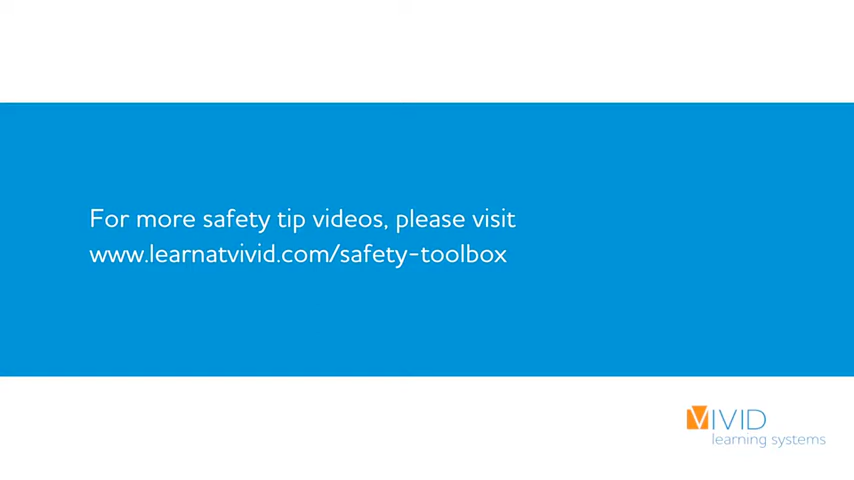 For more safety tip videos, please visit
www.learnatvivid.com/safety-toolbox
VIVID
learning systems